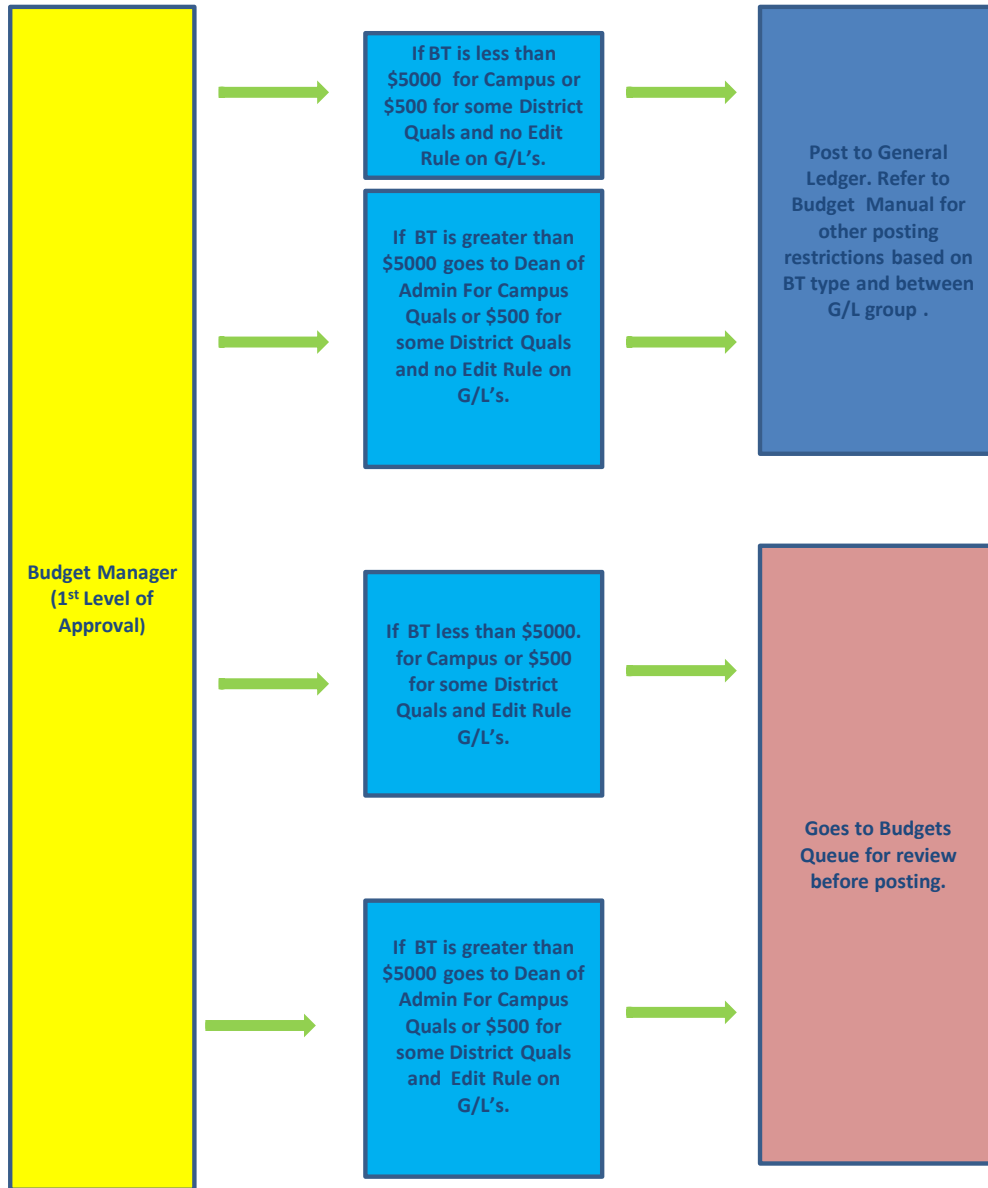 If BT is less than
$5000 for Campus or
$500 for some District
Quals and no Edit
Rule on G/L's.
Post to General
Ledger. Refer to
Budget Manual for
other posting
restrictions based on
BT type and between
G/L group .
If BT is greater than
$5000 goes to Dean of
Admin For Campus
Quals or $500 for
some District Quals
and no Edit Rule on
G/L's.
Budget Manager
(1st Level of
Approval)
If BT less than $5000.
for Campus or $500
for some District
Quals and Edit Rule
G/L's.
Goes to Budgets
Queue for review
before posting.
If BT is greater than
$5000 goes to Dean of
Admin For Campus
Quals or $500 for
some District Quals
and Edit Rule on
G/L's.